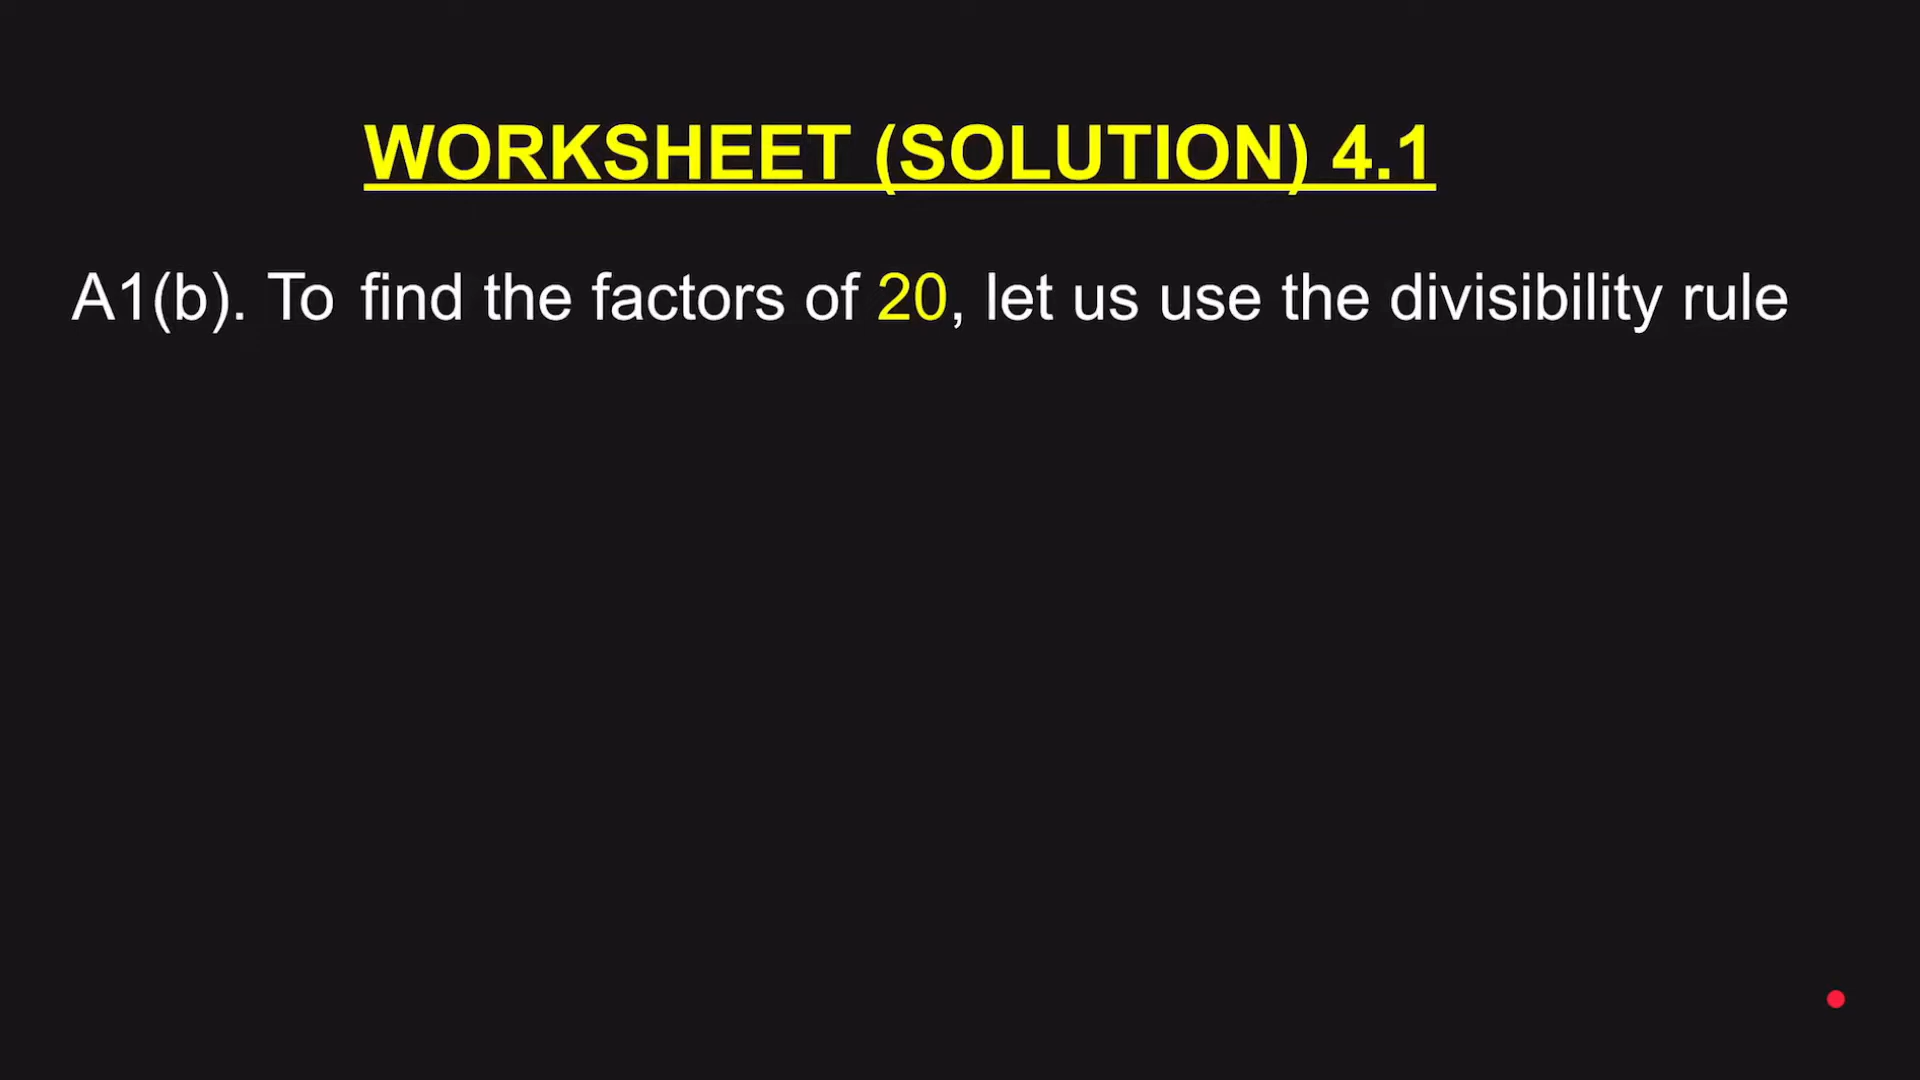 WORKSHEET (SOLUTION) 4.1
A1(b). To find the factors of 20, let us use the divisibility rule